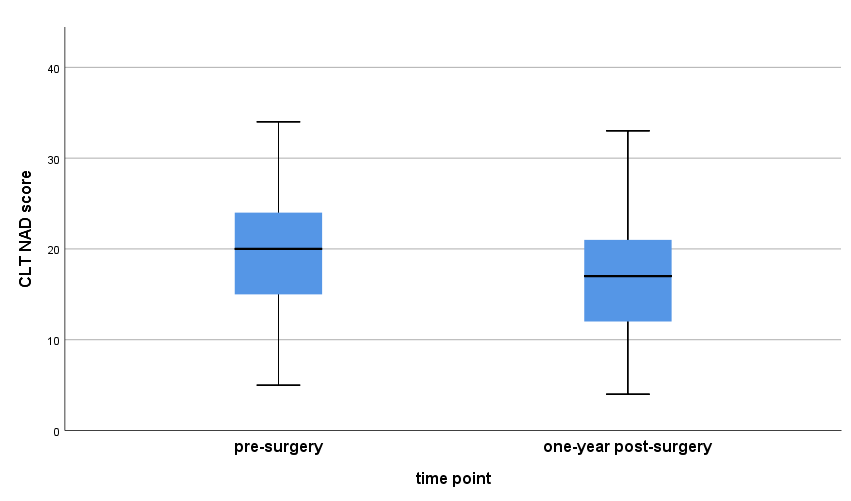 CLT NAD score
40
30
20
10
0
pre-surgery
one-year post-surgery
time point